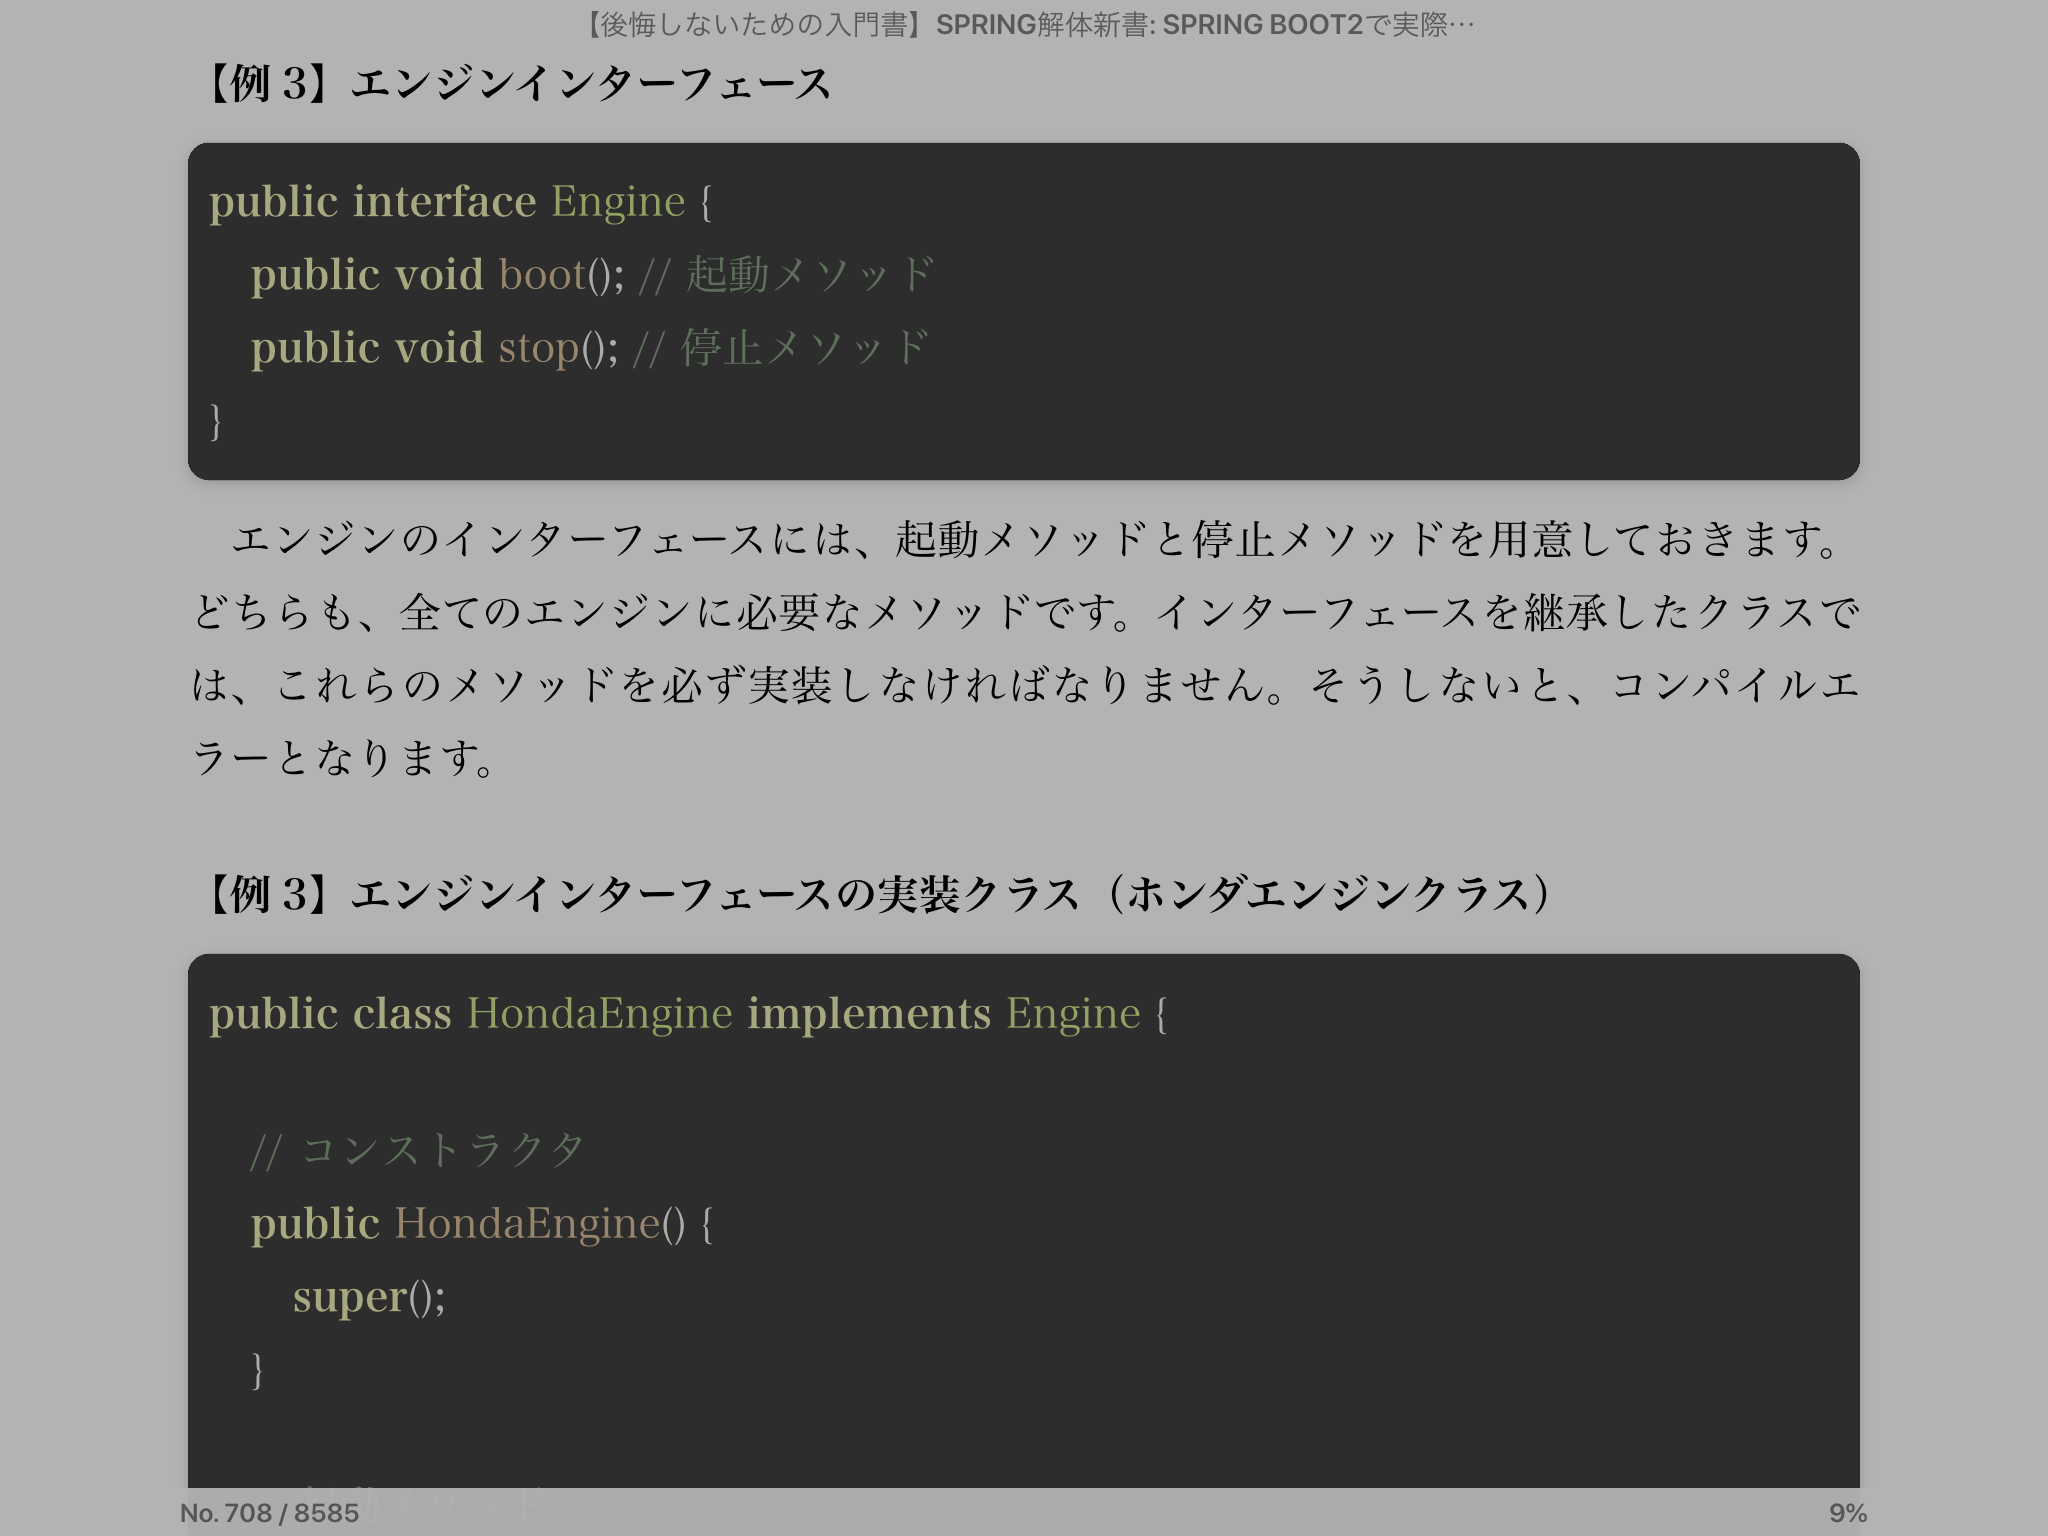 【後悔しないための入門書】SPRING解体新書: SPRING BOOT2で実際…
【例 3】エンジンインターフェース
public interface Engine {
public void boot(); // 起動メソッド
public void stop(); // 停止メソッド
}
エンジンのインターフェースには、起動メソッドと停止メソッドを用意しておきます。
どちらも、全てのエンジンに必要なメソッドです。インターフェースを継承したクラスで
は、これらのメソッドを必ず実装しなければなりません。そうしないと、コンパイルエ
ラーとなります。
【例 3】エンジンインターフェースの実装クラス（ホンダエンジンクラス）
public class HondaEngine implements Engine {
// コンストラクタ
public HondaEngine() {
super();
}
No. 708 / 8585
9%